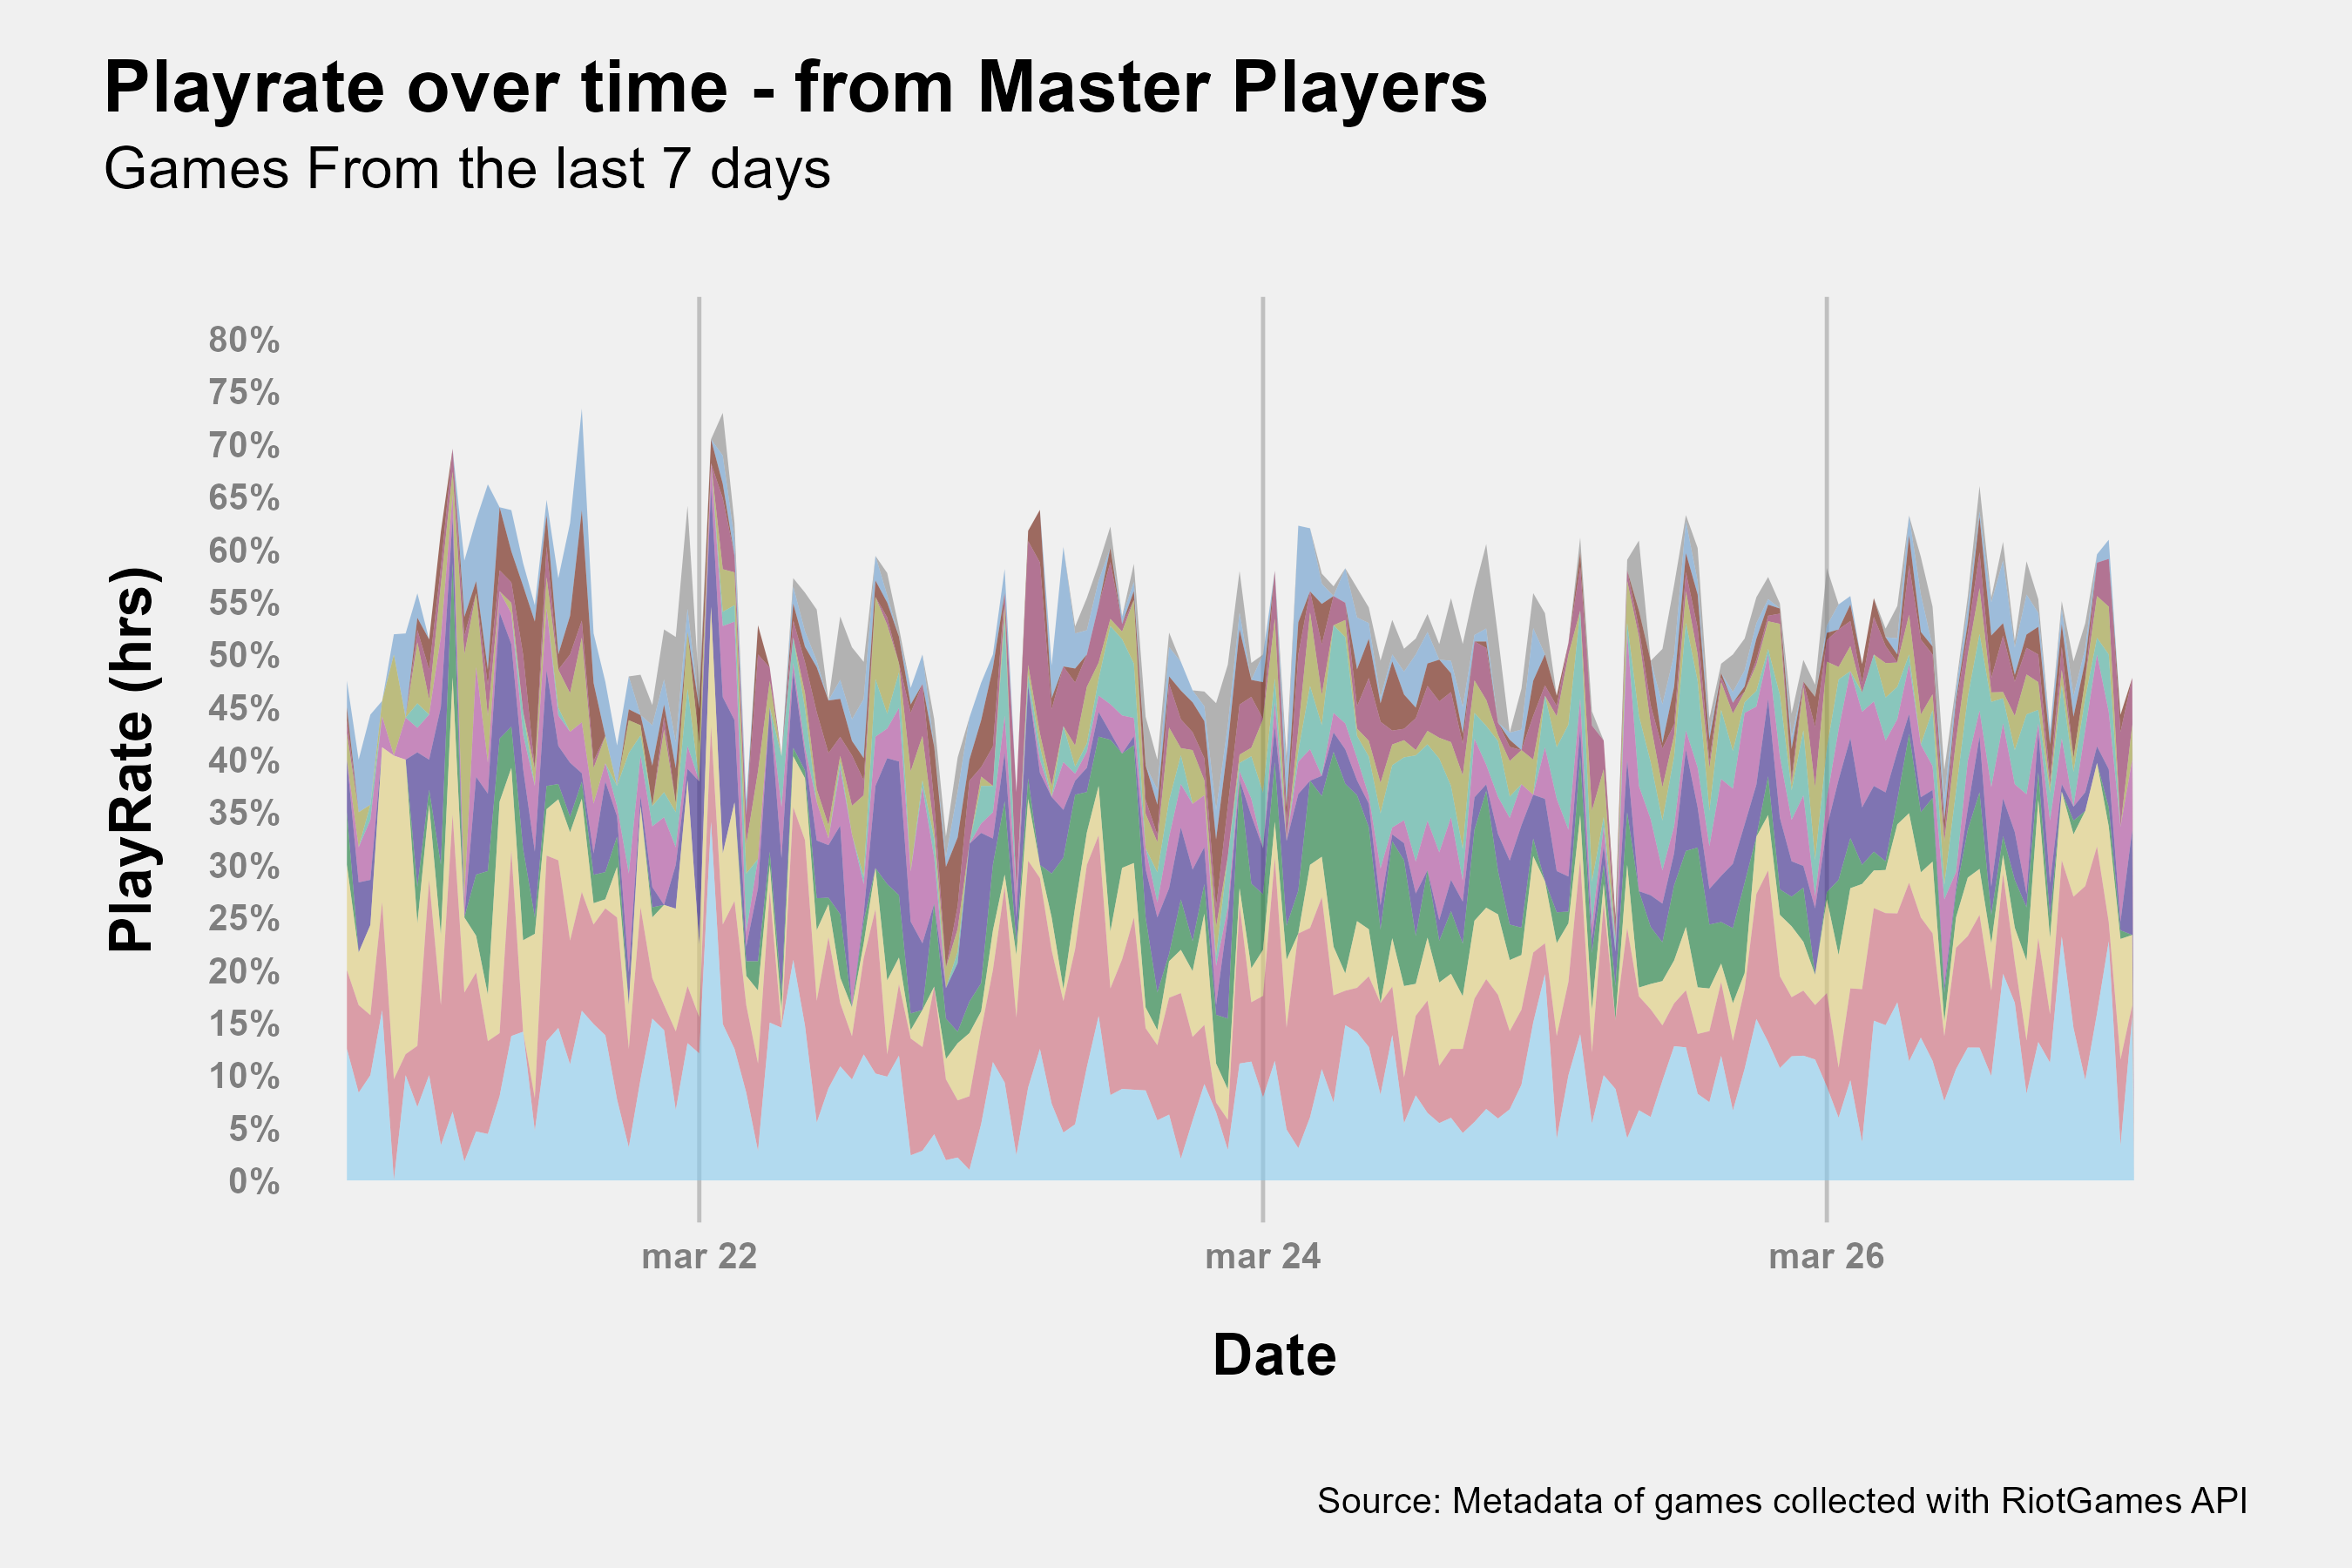 Playrate over time - from Master Players
Games From the last 7 days
80%
75%
70%
65%
60%
55%
50%
45%
40%
35%
30%
25%
20%
15%
10%
5%
0%
PlayRate (hrs)
mar 22
mar 24
mar 26
Date
Source: Metadata of games collected with RiotGames API